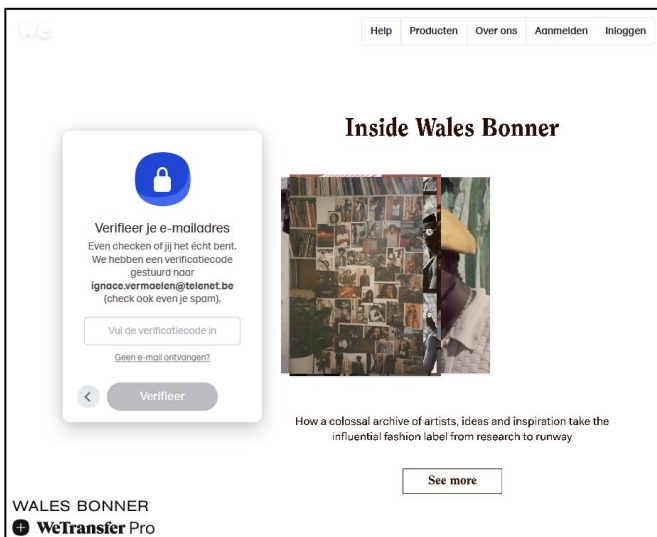 we
Help Producten Over ons Aanmelden Inloggen
Inside Wales Bonner
Verifieer je e-mailadres
Even checken of jij het écht bent.
We hebben een verificatiecode
gestuurd naar
ignace.vermaelen@telenet.be
(check ook even je spam).
Vul de verificatiecode in
Geen e-mail ontvangen?
Verifieer
How a colossal archive of artists, ideas and inspiration take the
influential fashion label from research to runway
See more
WALES BONNER
WeTransfer Pro